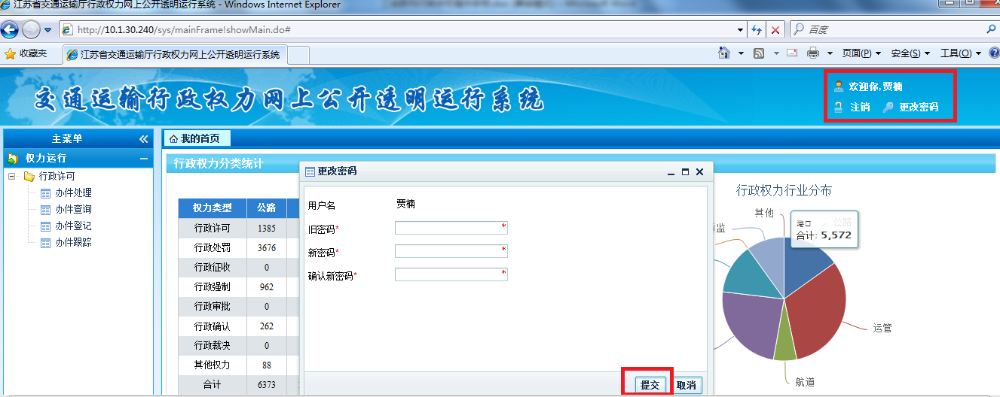 江苏省交通运输厅行政权力网上公开透明运行系统 - Windows Internet Explorer
http://10.1.30.240/sys/mainFrame!showMain.do#
百度
收藏夹
江苏省交通运输厅行政权力网上公开透明运行系统
页面(P)
安全(S)
工具(O)
交通运输行政权力网上公开透明运行系统
欢迎你,贾楠
注销 更改密码
主菜单
我的首页
权力运行
行政许可
办件处理
办件查询
办件登记
办件跟踪
行政权力分类统计
权力类型 公路
行政许可 1385
行政处罚 3676
行政征收 0
行政强制 962
行政审批 0
行政确认 262
行政裁决 0
其他权力 88
合计 6373
更改密码
用户名 贾楠
旧密码* *
新密码* *
确认新密码* *
提交 取消
行政权力行业分布
其他
监
公路
港口
合计: 5,572
运管
航道